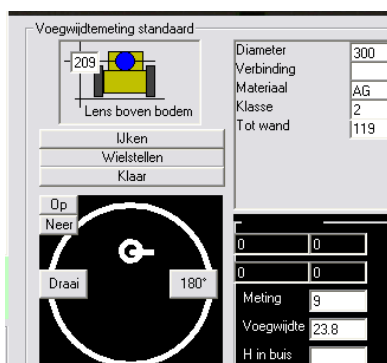 Voegwijdtemeting standaard
209
Lens boven bodem
IJken
Wielstellen
Klaar
Op
Neer
Draai
180°
Diameter 300
Verbinding
Materiaal AG
Klasse 2
Tot wand 119
0 0
0 0
Meting 9
Voegwijdte 23.8
H in buis